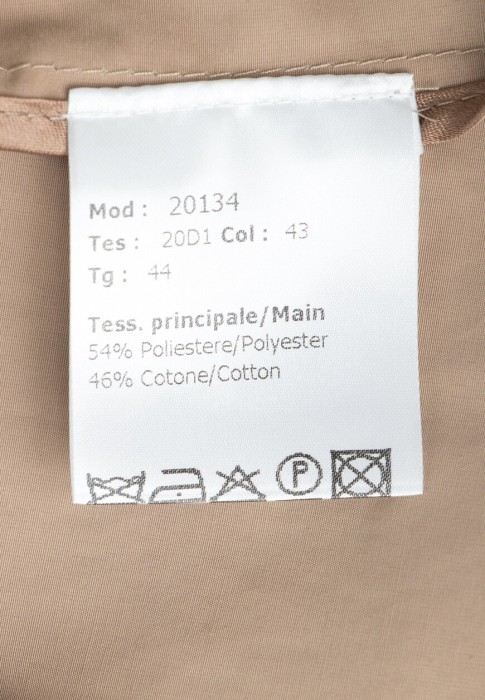 Mod : 20134
Tes : 20D1 Col : 43
Tg : 44
Tess. principale/Main
54% Poliestere/Polyester
46% Cotone/Cotton
P